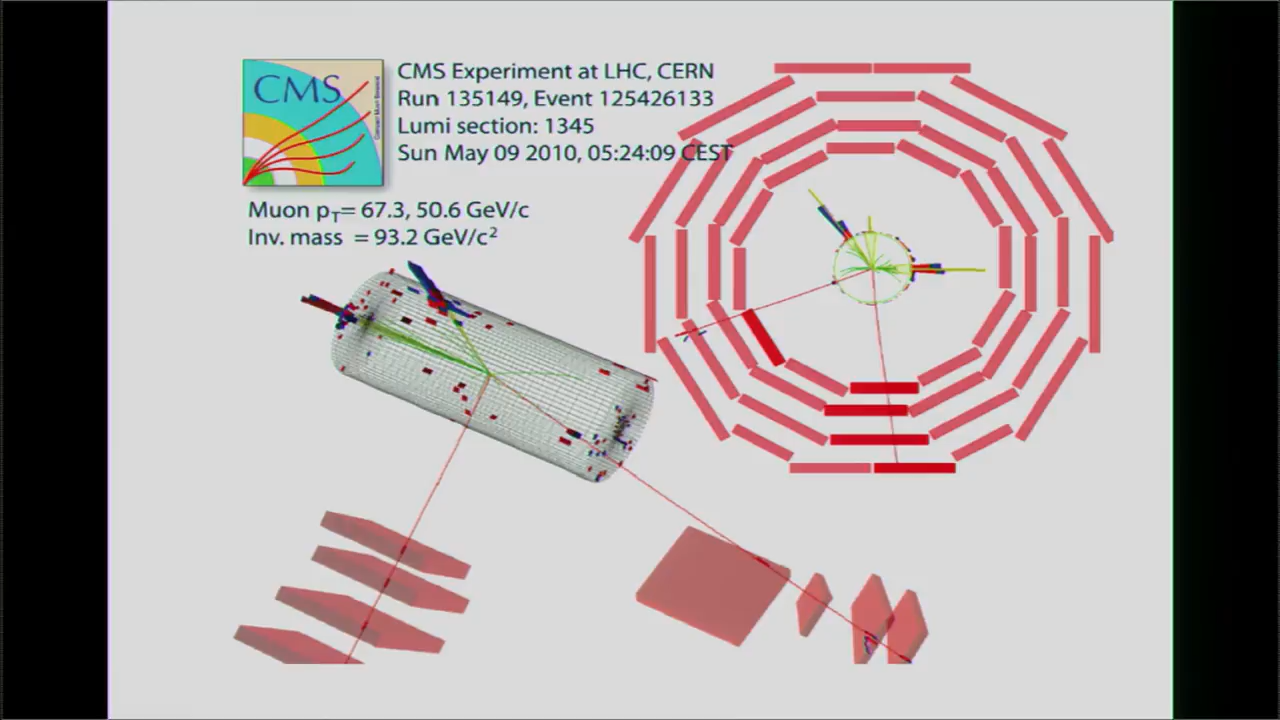 CMS
CMS Experiment at LHC, CERN
Run 135149, Event 125426133
Lumi section: 1345
Sun May 09 2010, 05:24:09 CEST
Muon pT= 67.3, 50.6 GeV/c
Inv. mass = 93.2 GeV/c²